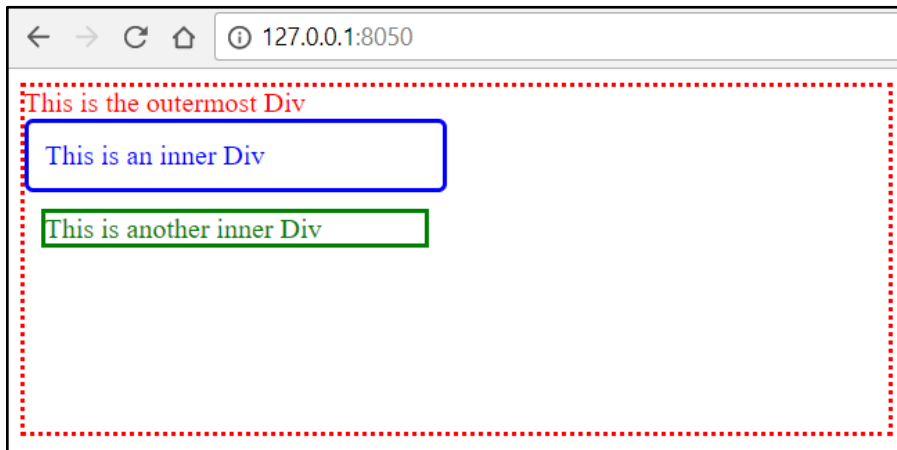 127.0.0.1:8050
This is the outermost Div
This is an inner Div
This is another inner Div